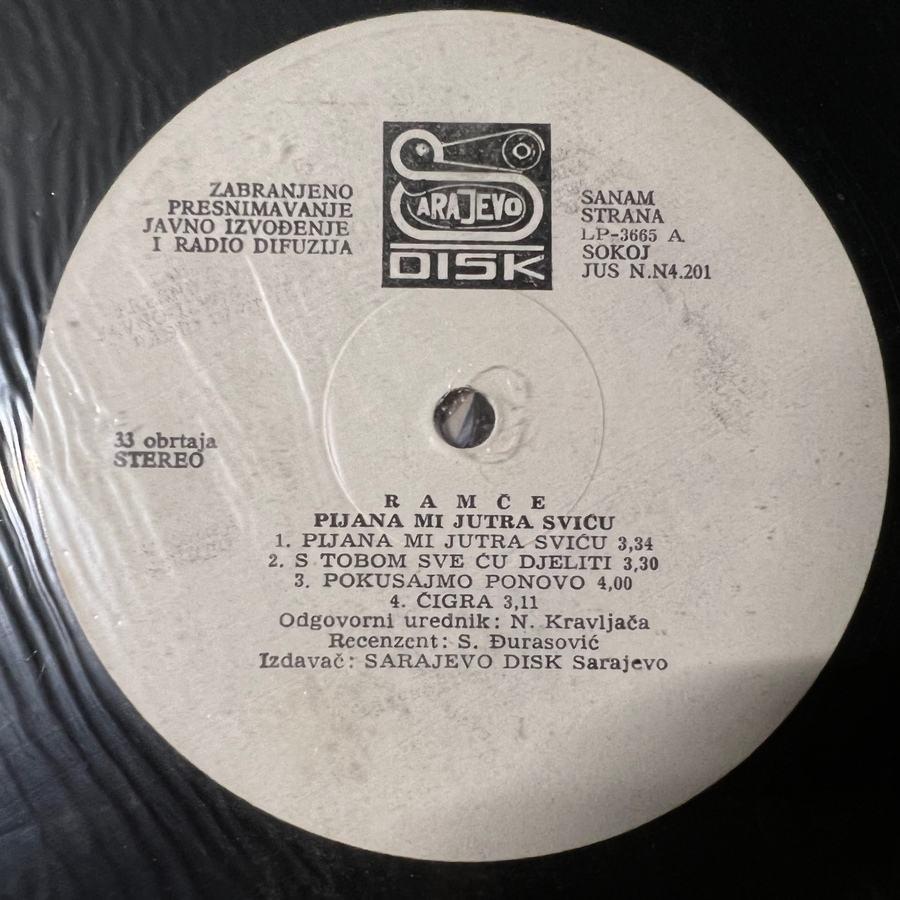 ZABRANJENO
PRESNIMAVANJE
JAVNO IZVOĐENJE
I RADIO DIFUZIJA
SARAJEVO
DISK
SANAM
STRANA
LP-3665 A
SOKOJ
JUS N.N4.201
33 obrtaja
STEREO
R A M Č E
PIJANA MI JUTRA SVIĆU
1. PIJANA MI JUTRA SVIĆU 3,34
2. S TOBOM SVE ĆU DJELITI 3,30
3. POKUSAJMO PONOVO 4,00
4. ČIGRA 3,11
Odgovorni urednik: N. Kravljača
Recenzent: S. Đurasović
Izdavač: SARAJEVO DISK Sarajevo